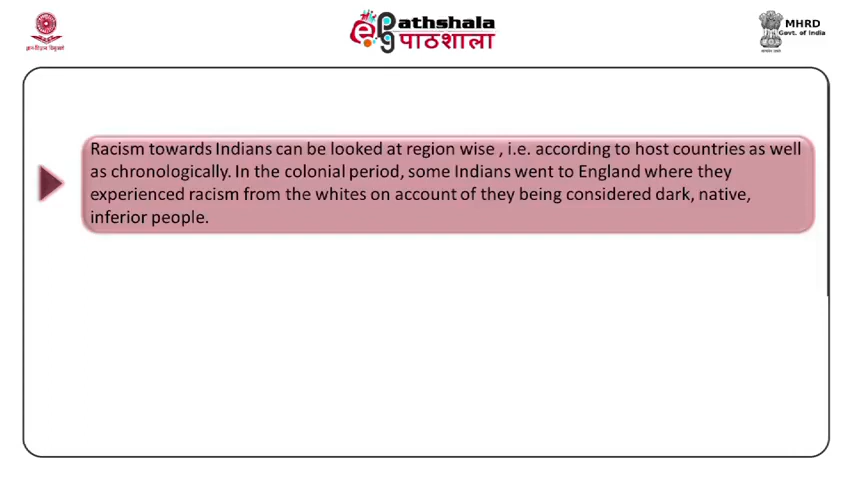 Pathshala
पाठशाला
MHRD
Govt. of India
Racism towards Indians can be looked at region wise , i.e. according to host countries as well
as chronologically. In the colonial period, some Indians went to England where they
experienced racism from the whites on account of they being considered dark, native,
inferior people.